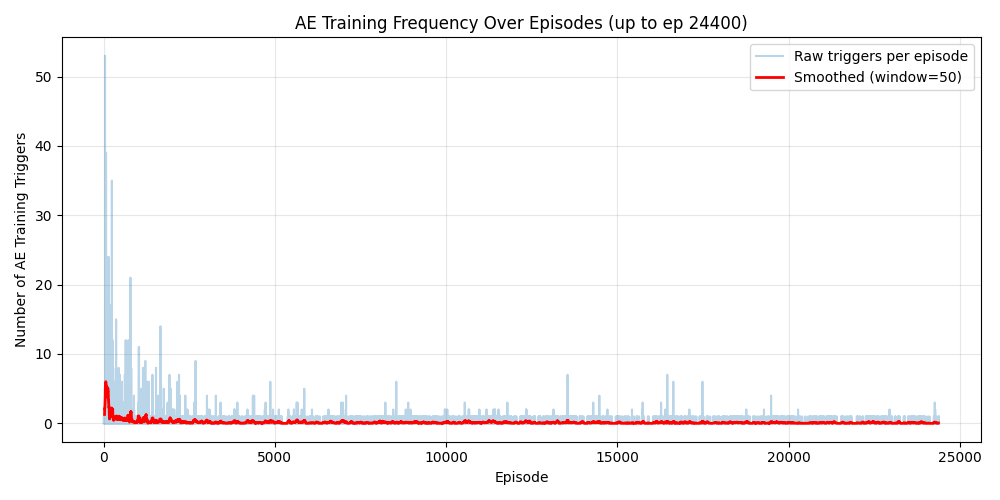 AE Training Frequency Over Episodes (up to ep 24400)
Raw triggers per episode
Smoothed (window=50)
Number of AE Training Triggers
50
40
30
20
10
0
0
5000
10000
15000
20000
25000
Episode